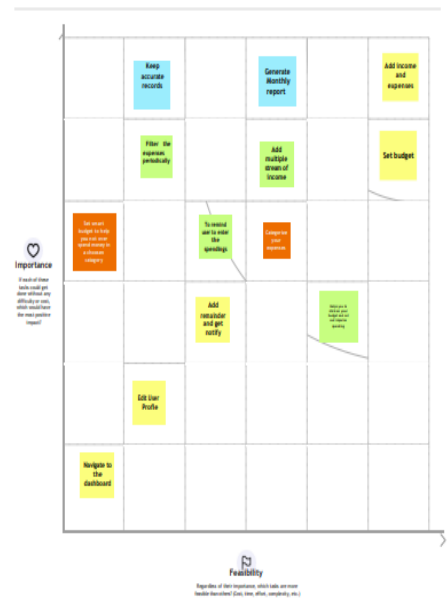 Keep
accurate
records
Generate
Monthly
report
Add income
and
expenses
Filter the
expenses
periodically
Add
multiple
stream of
income
Set budget
Set smart
budget to help
you not over
spend money in
a choosen
category
To remind
user to enter
the
spendings
Categorise
your
expenses
Importance
If each of these
tasks could get
done without any
difficulty or cost,
which would have
the most positive
impact?
Add
remainder
and get
notify
Edit User
Profile
Navigate to
the
dashboard
Feasibility
Regardless of their importance, which tasks are more
feasible than others? (Cost, time, effort, complexity, etc.)